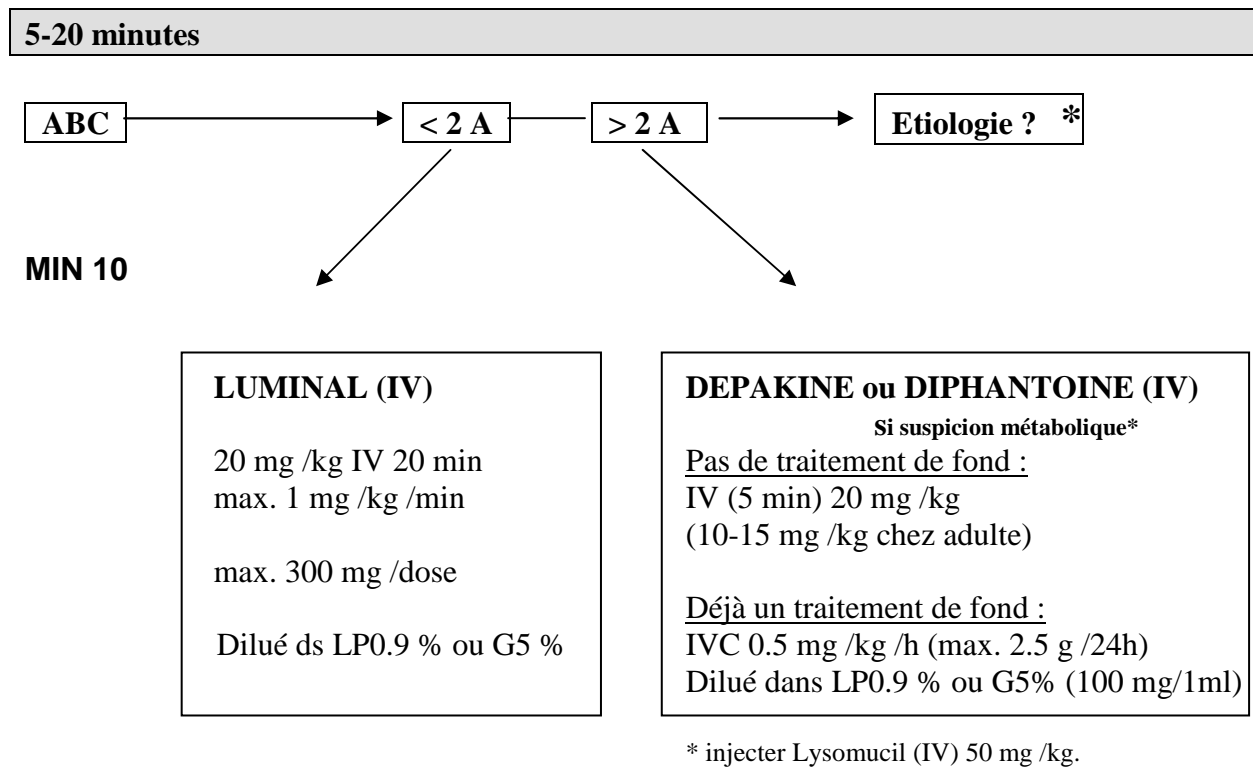 5-20 minutes
ABC
< 2 A
> 2 A
Etiologie ? *
MIN 10
LUMINAL (IV)
20 mg /kg IV 20 min
max. 1 mg /kg /min
max. 300 mg /dose
Dilué ds LP0.9 % ou G5 %
DEPAKINE ou DIPHANTOINE (IV)
Si suspicion métabolique*
Pas de traitement de fond :
IV (5 min) 20 mg /kg
(10-15 mg /kg chez adulte)
Déjà un traitement de fond :
IVC 0.5 mg /kg /h (max. 2.5 g /24h)
Dilué dans LP0.9 % ou G5% (100 mg/1ml)
* injecter Lysomucil (IV) 50 mg /kg.